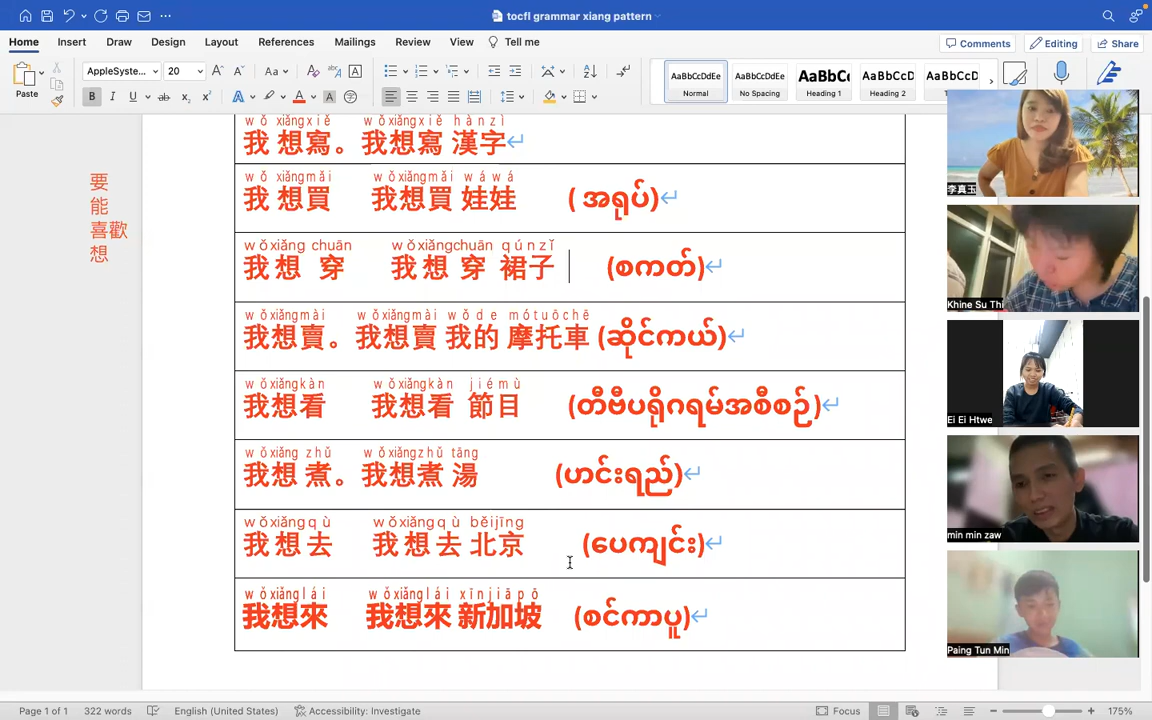 tocfl grammar xiang pattern
Home Insert Draw Design Layout References Mailings Review View Tell me Comments Editing Share
Paste
AppleSyste... 20
AaBbCcDdEe Normal
AaBbCcDdEe No Spacing
AaBbCc Heading 1
AaBbCcD Heading 2
AaBbCcD
wǒ xiǎngxiě wǒxiǎngxiě hànzì
我想寫。我想寫 漢字
wǒ xiǎngmǎi wǒxiǎngmǎi wáwá
我想買 我想買 娃娃 ( အရုပ်)
wǒxiǎng chuān wǒxiǎngchuān qúnzǐ
我想 穿 我想 穿 裙子 (စကတ်)
wǒxiǎngmài wǒxiǎngmài wǒde mótuōchē
我想賣。我想賣 我的 摩托車 (ဆိုင်ကယ်)
wǒxiǎngkàn wǒxiǎngkàn jiémù
我想看 我想看 節目 (တီဗီပရိုဂရမ်အစီစဉ်)
wǒxiǎng zhǔ wǒxiǎngzhǔ tāng
我想 煮。我想煮 湯 (ဟင်းရည်)
wǒxiǎngqù wǒxiǎngqù běijīng
我想去 我想去 北京 (ပေကျင်း)
wǒxiǎnglái wǒxiǎnglái xīnjiāpō
我想來 我想來 新加坡 (စင်ကာပူ)
要
能
喜歡
想
李真玉
Khine Su Thi
Ei Ei Htwe
min min zaw
Paing Tun Min
Page 1 of 1 322 words English (United States) Accessibility: Investigate Focus 175%